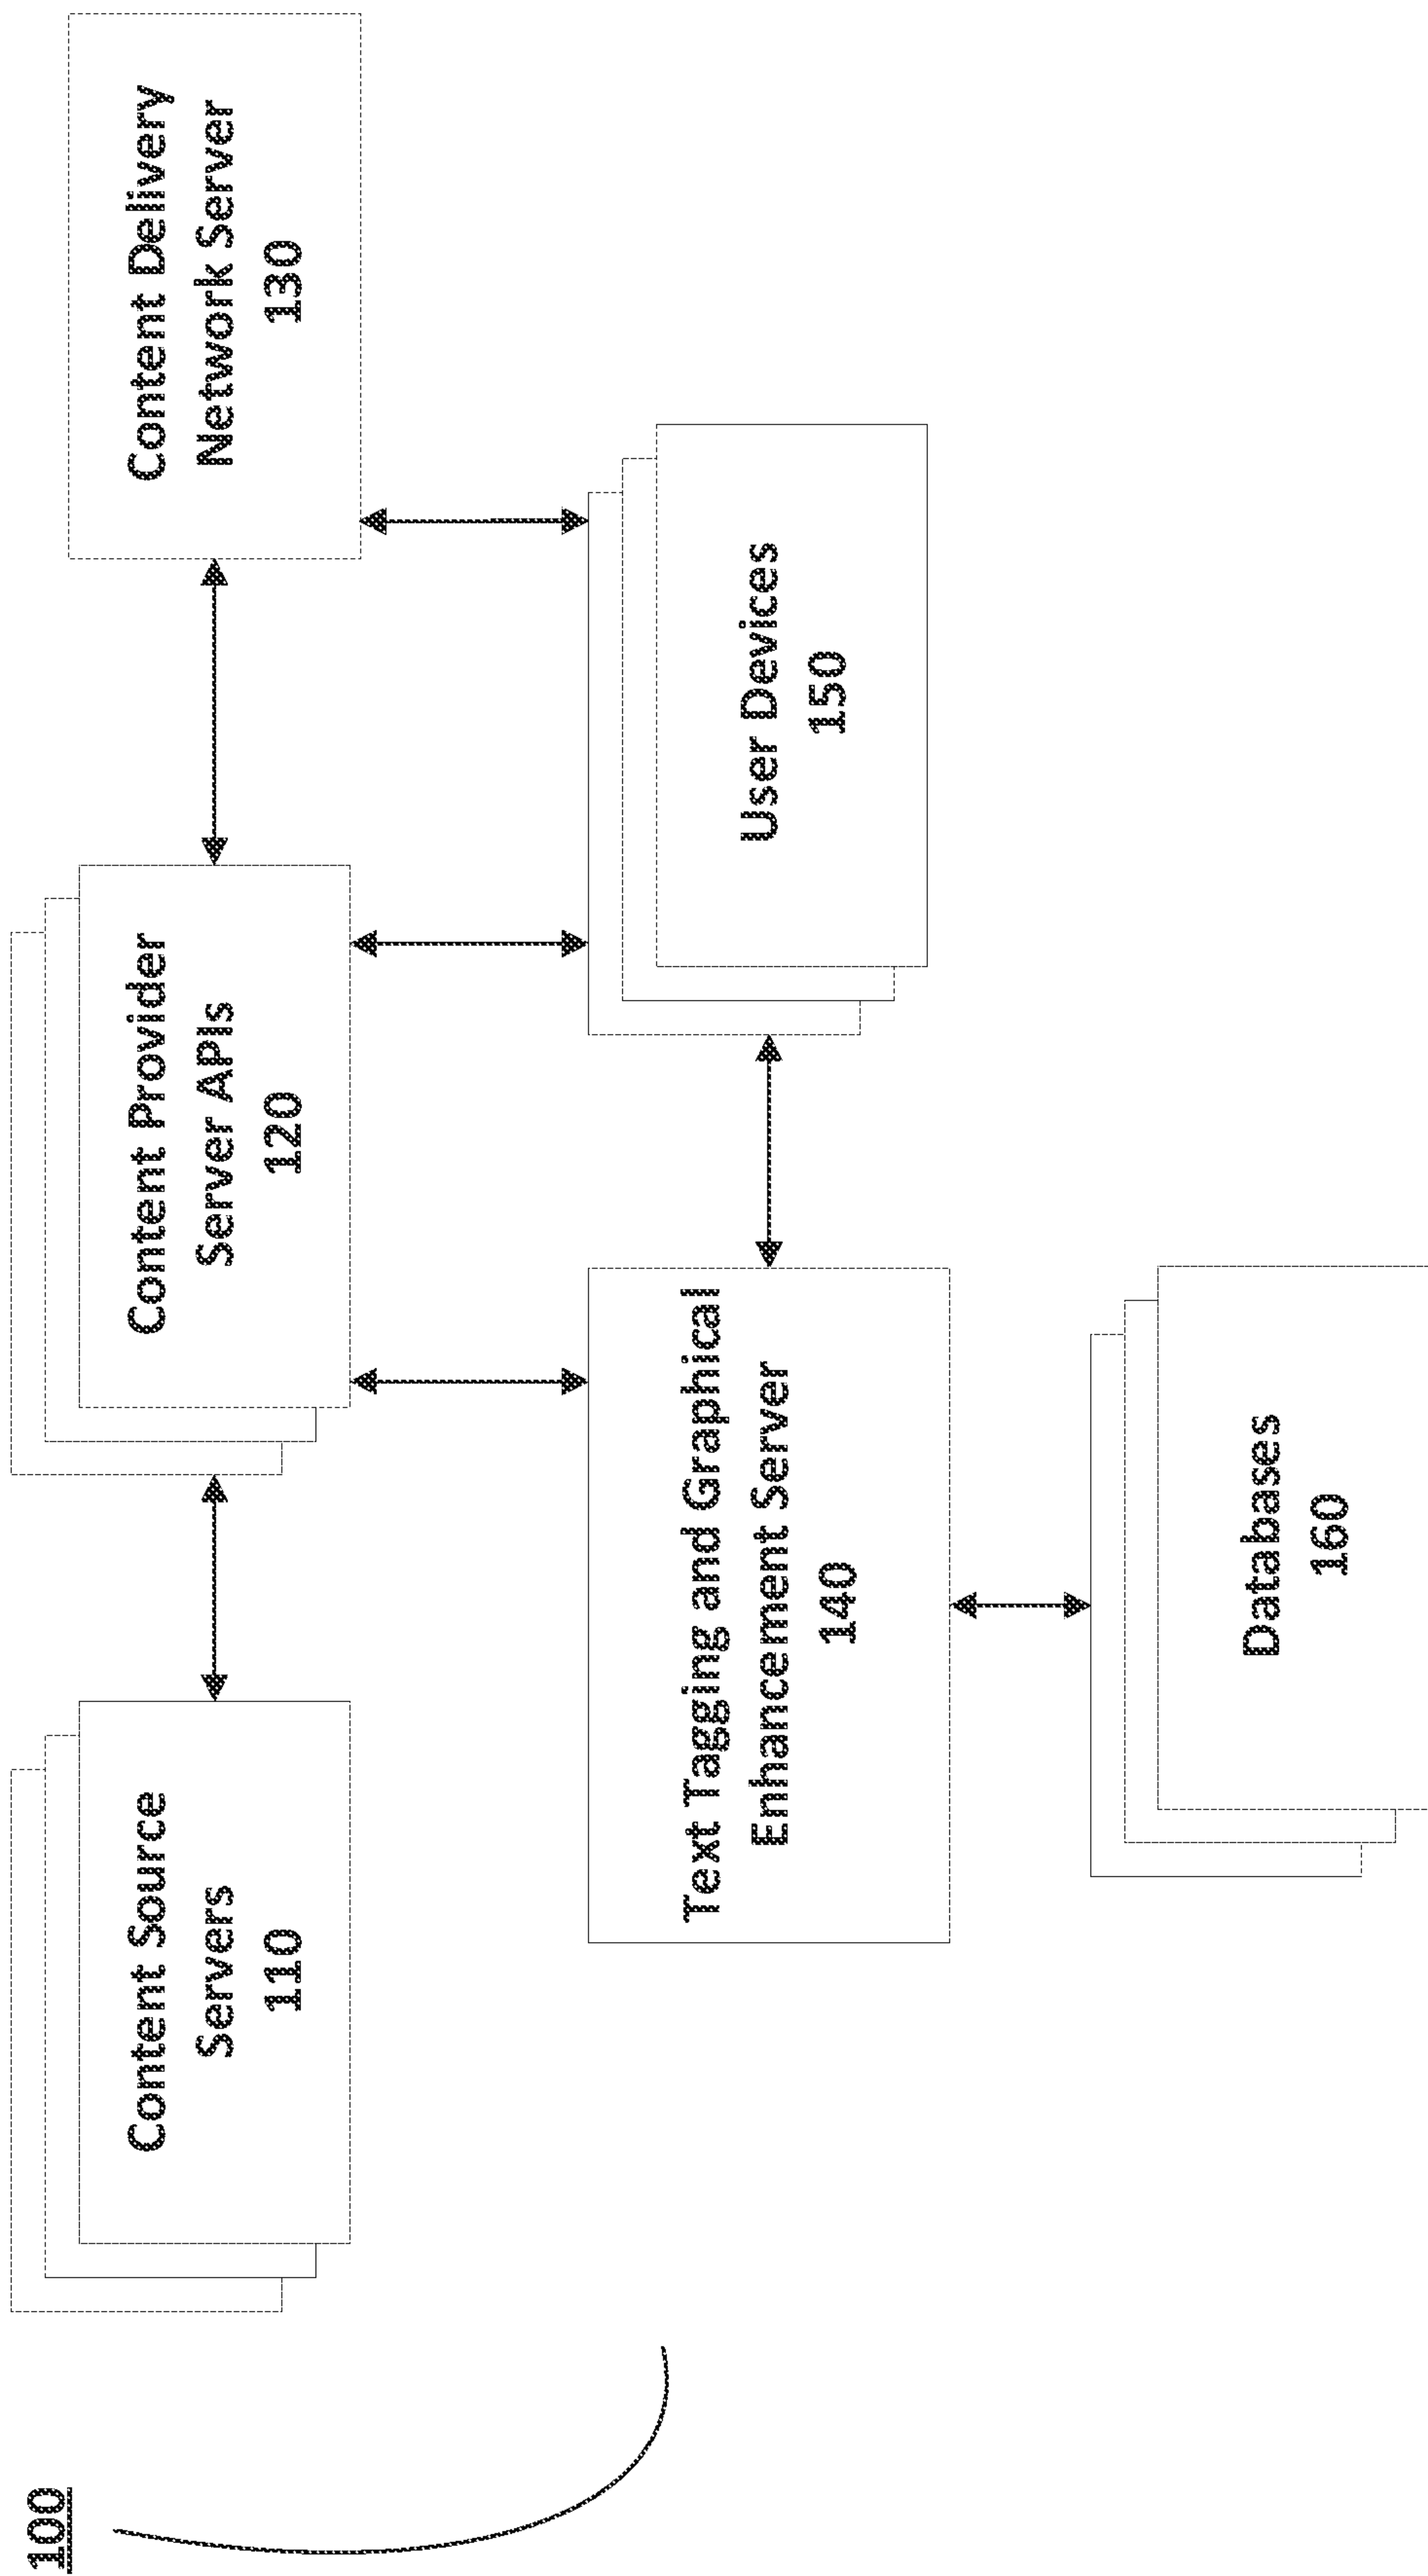 100
Content Source
Servers
110
Content Provider
Server APIs
120
Content Delivery
Network Server
130
Text Tagging and Graphical
Enhancement Server
140
User Devices
150
Databases
160